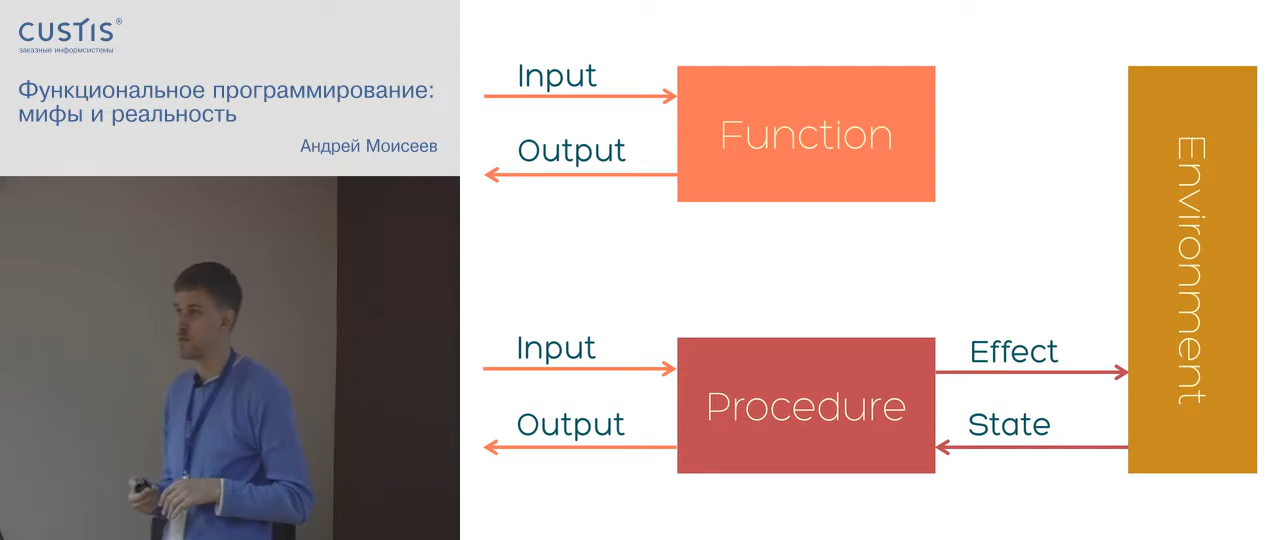 CUSTIS®
заказные информсистемы
Функциональное программирование:
мифы и реальность
Андрей Моисеев
Input
Output
Function
Input
Output
Procedure
Effect
State
Environment